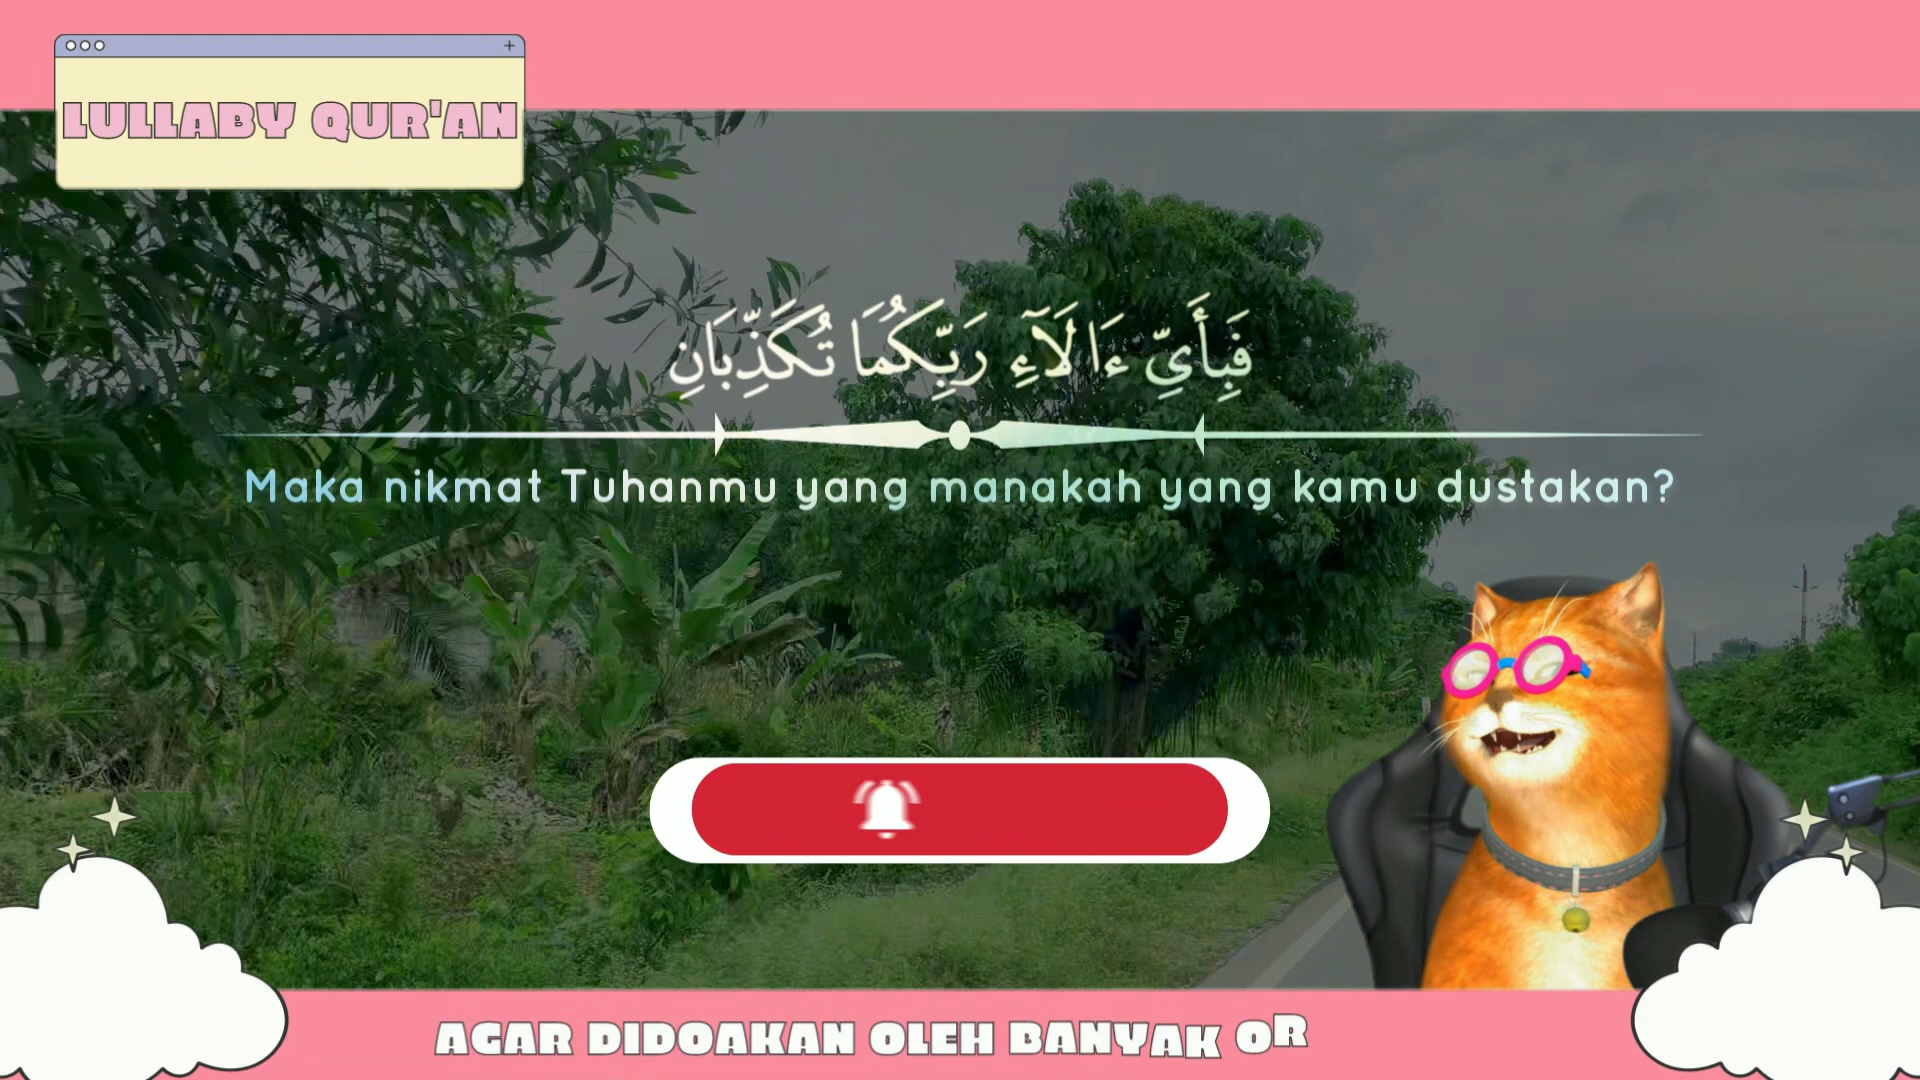 LULLABY QUR'AN
فَبِأَيِّ ءَالَآءِ رَبِّكُمَا تُكَذِّبَانِ
Maka nikmat Tuhanmu yang manakah yang kamu dustakan?
AGAR DIDOAKAN OLEH BANYAK OR